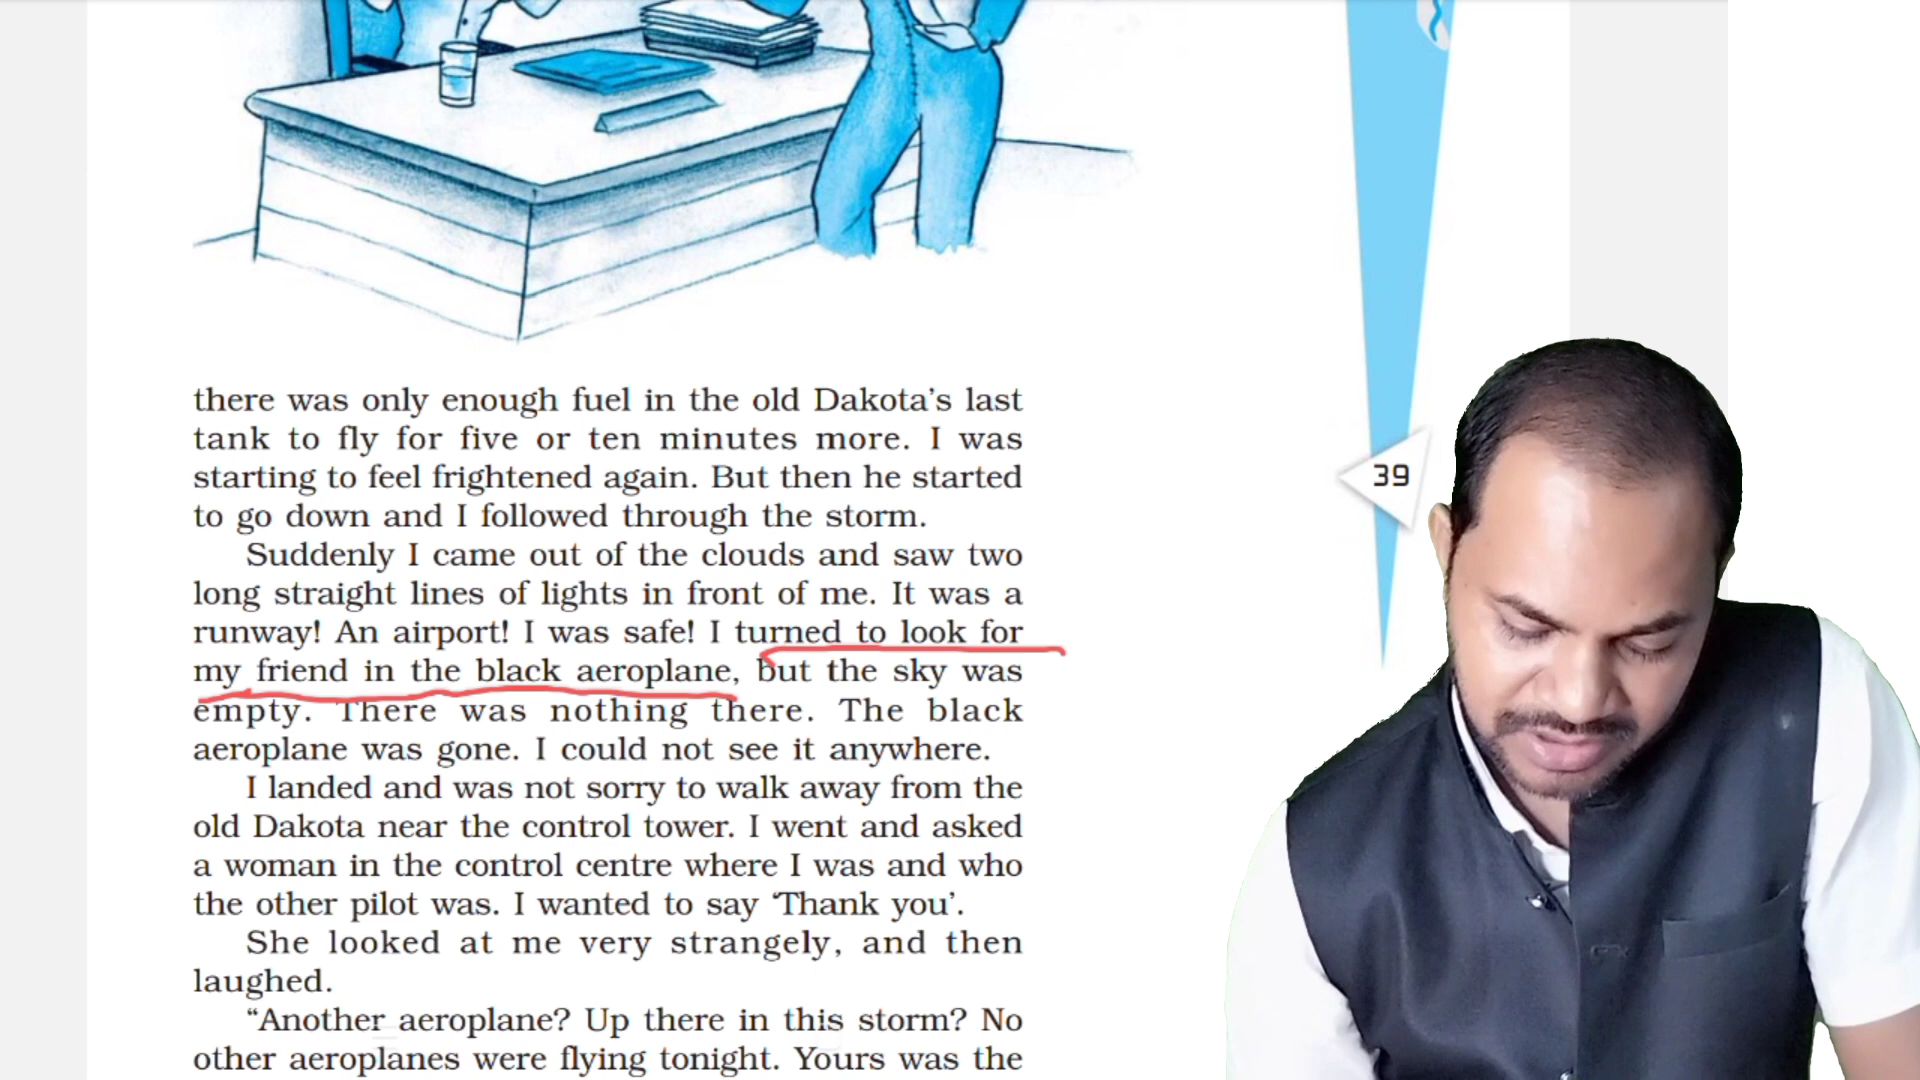 there was only enough fuel in the old Dakota’s last
tank to fly for five or ten minutes more. I was
starting to feel frightened again. But then he started
to go down and I followed through the storm.
Suddenly I came out of the clouds and saw two
long straight lines of lights in front of me. It was a
runway! An airport! I was safe! I turned to look for
my friend in the black aeroplane, but the sky was
empty. There was nothing there. The black
aeroplane was gone. I could not see it anywhere.
I landed and was not sorry to walk away from the
old Dakota near the control tower. I went and asked
a woman in the control centre where I was and who
the other pilot was. I wanted to say ‘Thank you’.
She looked at me very strangely, and then
laughed.
“Another aeroplane? Up there in this storm? No
other aeroplanes were flying tonight. Yours was the
39